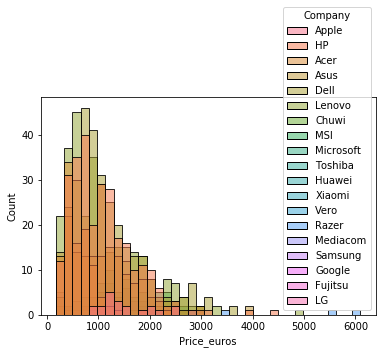 Company
Apple
HP
Acer
Asus
Dell
Lenovo
Chuwi
MSI
Microsoft
Toshiba
Huawei
Xiaomi
Vero
Razer
Mediacom
Samsung
Google
Fujitsu
LG
Count
40
30
20
10
0
0 1000 2000 3000 4000 5000 6000
Price_euros